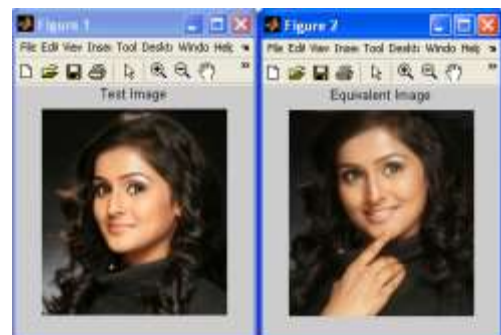 Figure 1
File Edit View Inser Tool Deskto Windo Help
Test Image
Figure 2
File Edit View Inser Tool Deskto Windo Help
Equivalent Image